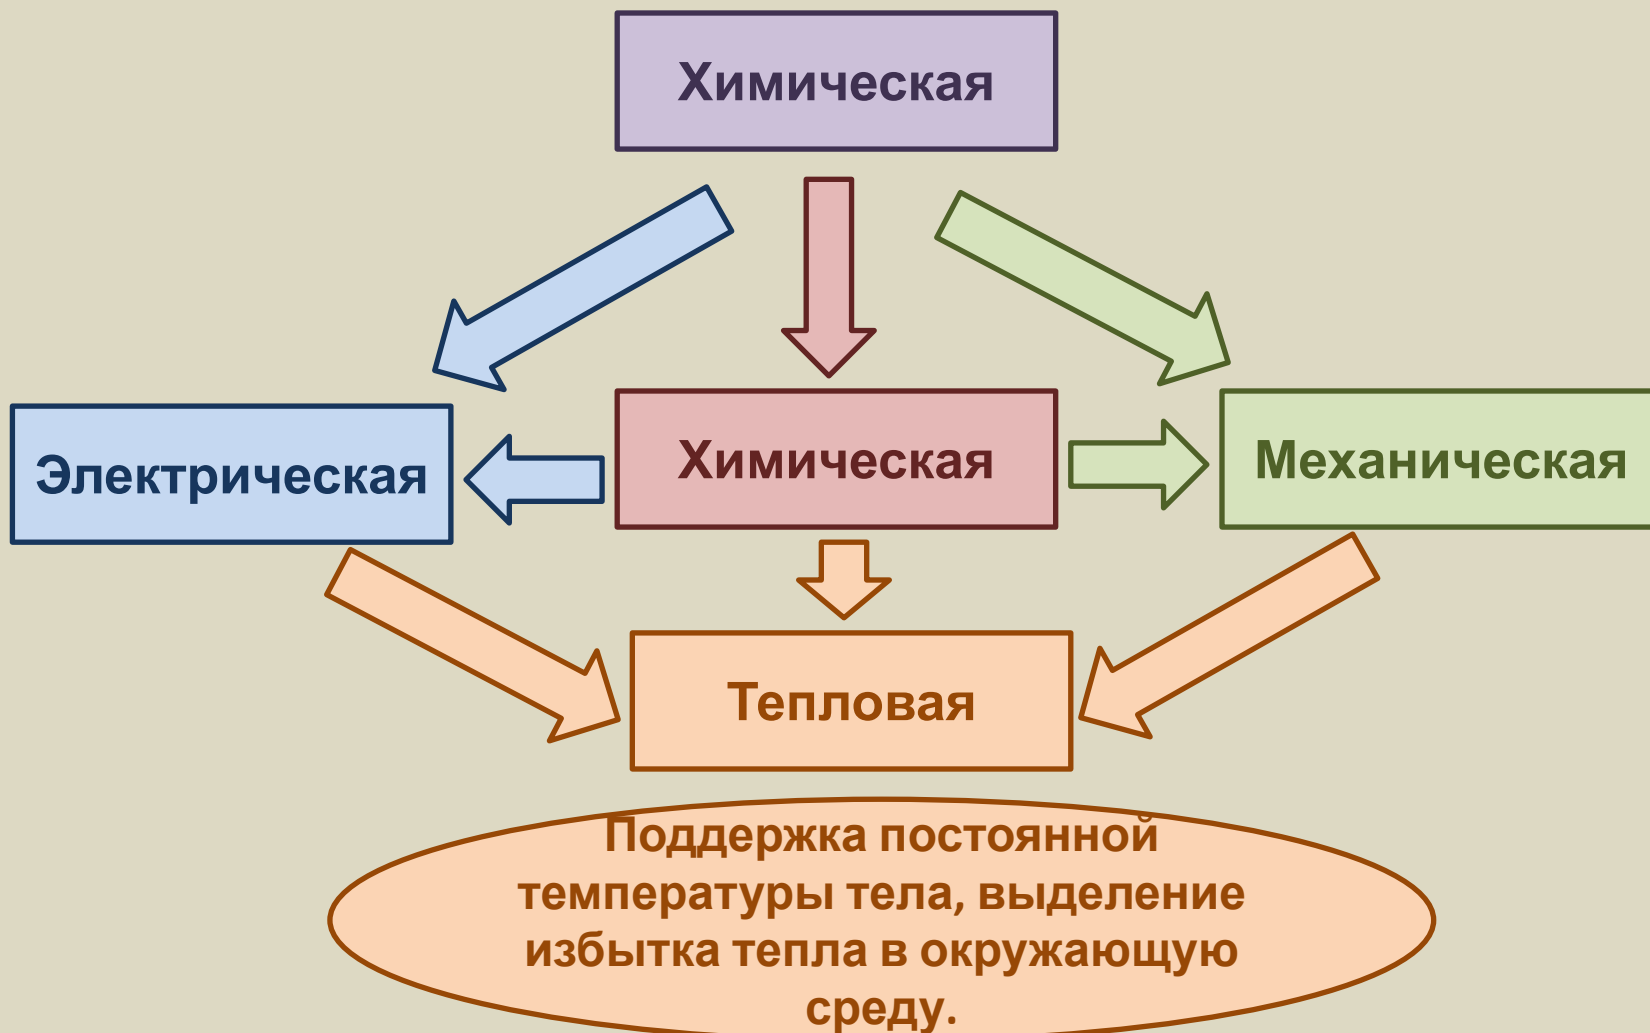 Химическая
Электрическая
Химическая
Механическая
Тепловая
Поддержка постоянной
температуры тела, выделение
избытка тепла в окружающую
среду.